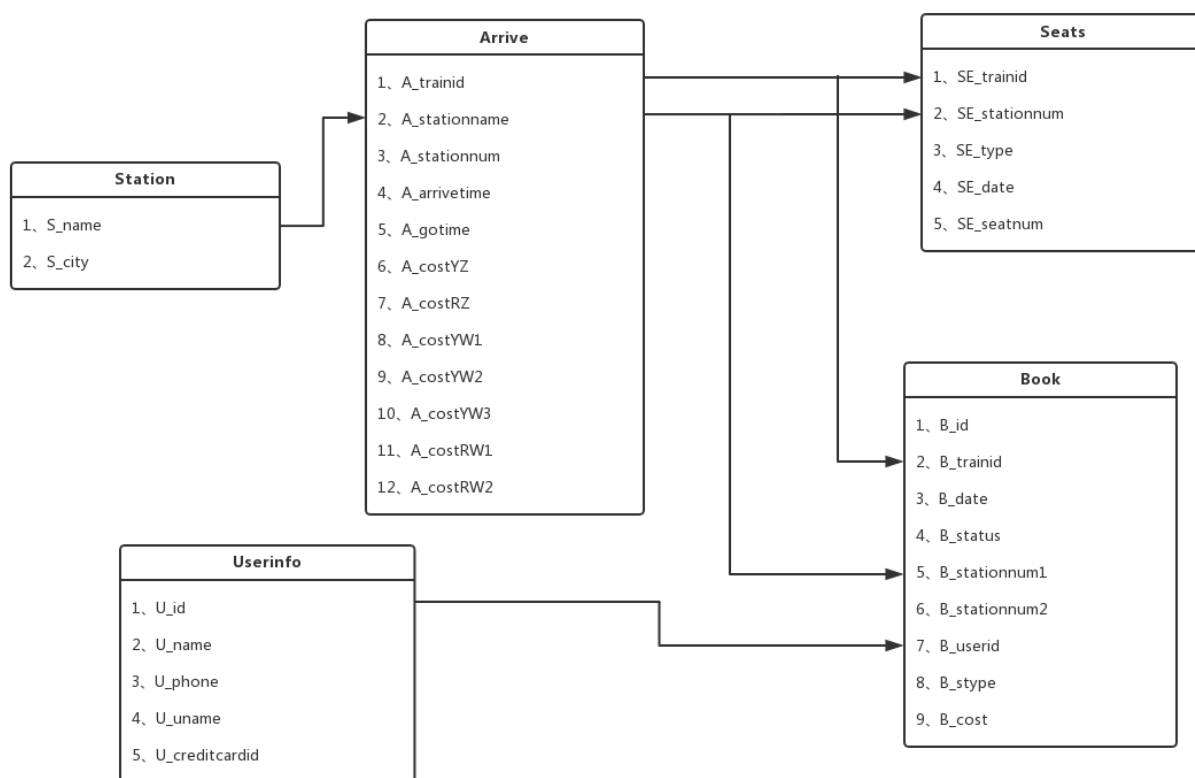 Arrive
1、A_trainid
2、A_stationname
3、A_stationnum
4、A_arrivetime
5、A_gotime
6、A_costYZ
7、A_costRZ
8、A_costYW1
9、A_costYW2
10、A_costYW3
11、A_costRW1
12、A_costRW2
Seats
1、SE_trainid
2、SE_stationnum
3、SE_type
4、SE_date
5、SE_seatnum
Station
1、S_name
2、S_city
Book
1、B_id
2、B_trainid
3、B_date
4、B_status
5、B_stationnum1
6、B_stationnum2
7、B_userid
8、B_stype
9、B_cost
Userinfo
1、U_id
2、U_name
3、U_phone
4、U_uname
5、U_creditcardid